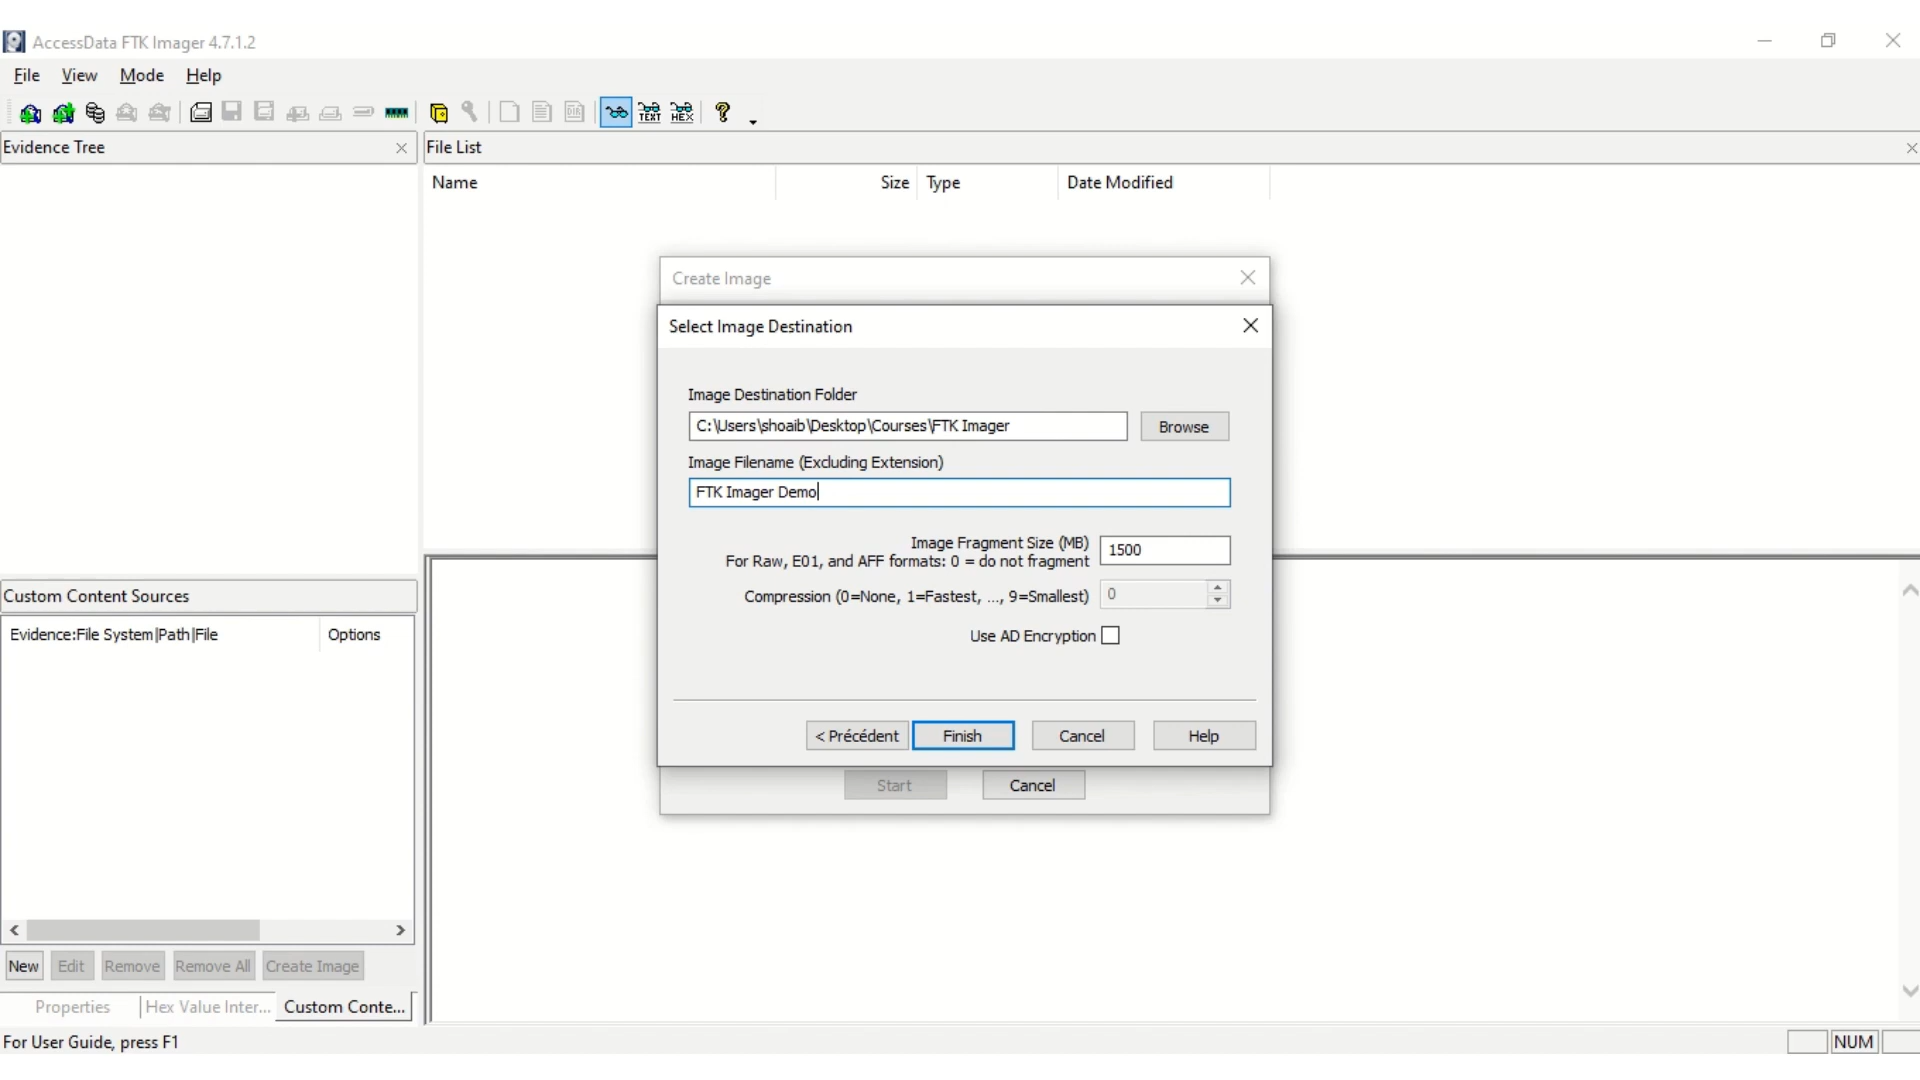 AccessData FTK Imager 4.7.1.2
File View Mode Help
TEXT HEX DIR
Evidence Tree
File List
Name Size Type Date Modified
Create Image
Select Image Destination
Image Destination Folder
C:\Users\shoaib\Desktop\Courses\FTK Imager Browse
Image Filename (Excluding Extension)
FTK Imager Demo
Image Fragment Size (MB) 1500
For Raw, E01, and AFF formats: 0 = do not fragment
Compression (0=None, 1=Fastest, ..., 9=Smallest) 0
Use AD Encryption
< Précédent Finish Cancel Help
Start Cancel
Custom Content Sources
Evidence:File System|Path|File Options
New Edit Remove Remove All Create Image
Properties Hex Value Inter... Custom Conte...
For User Guide, press F1 NUM